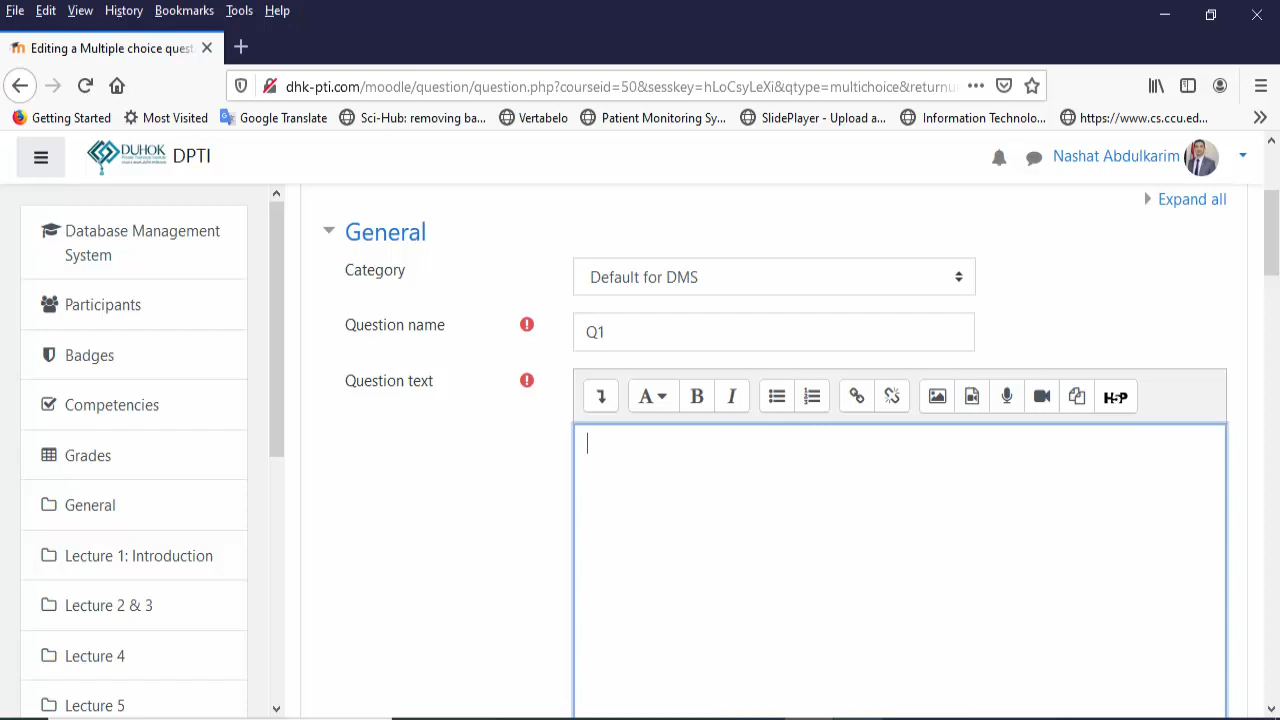 File Edit View History Bookmarks Tools Help
Editing a Multiple choice quest
dhk-pti.com/moodle/question/question.php?courseid=50&sesskey=hLoCsyLeXi&qtype=multichoice&returnu
Getting Started Most Visited Google Translate Sci-Hub: removing ba... Vertabelo Patient Monitoring Sy... SlidePlayer - Upload a... Information Technolo... https://www.cs.ccu.ed...
DUHOK DPTI Nashat Abdulkarim
Expand all
Database Management
System
Participants
Badges
Competencies
Grades
General
Lecture 1: Introduction
Lecture 2 & 3
Lecture 4
Lecture 5
General
Category Default for DMS
Question name Q1
Question text
A B I H5P